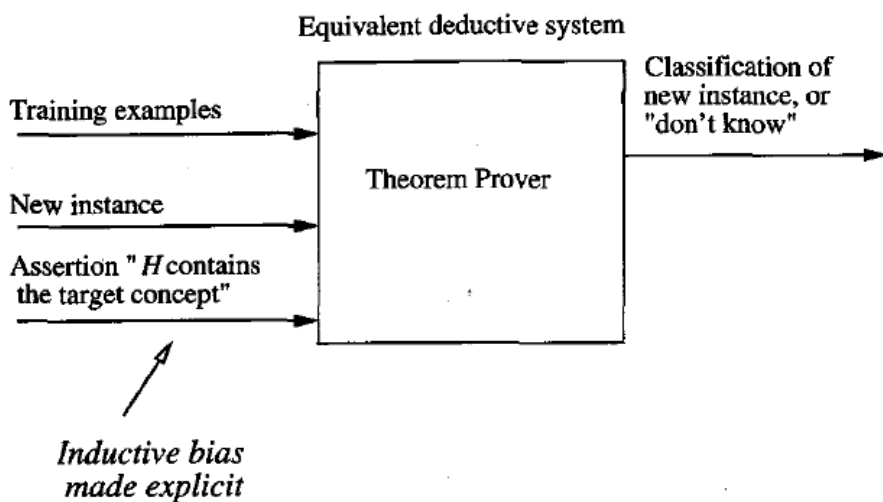 Equivalent deductive system
Training examples
New instance
Assertion " H contains
the target concept"
Inductive bias
made explicit
Theorem Prover
Classification of
new instance, or
"don't know"